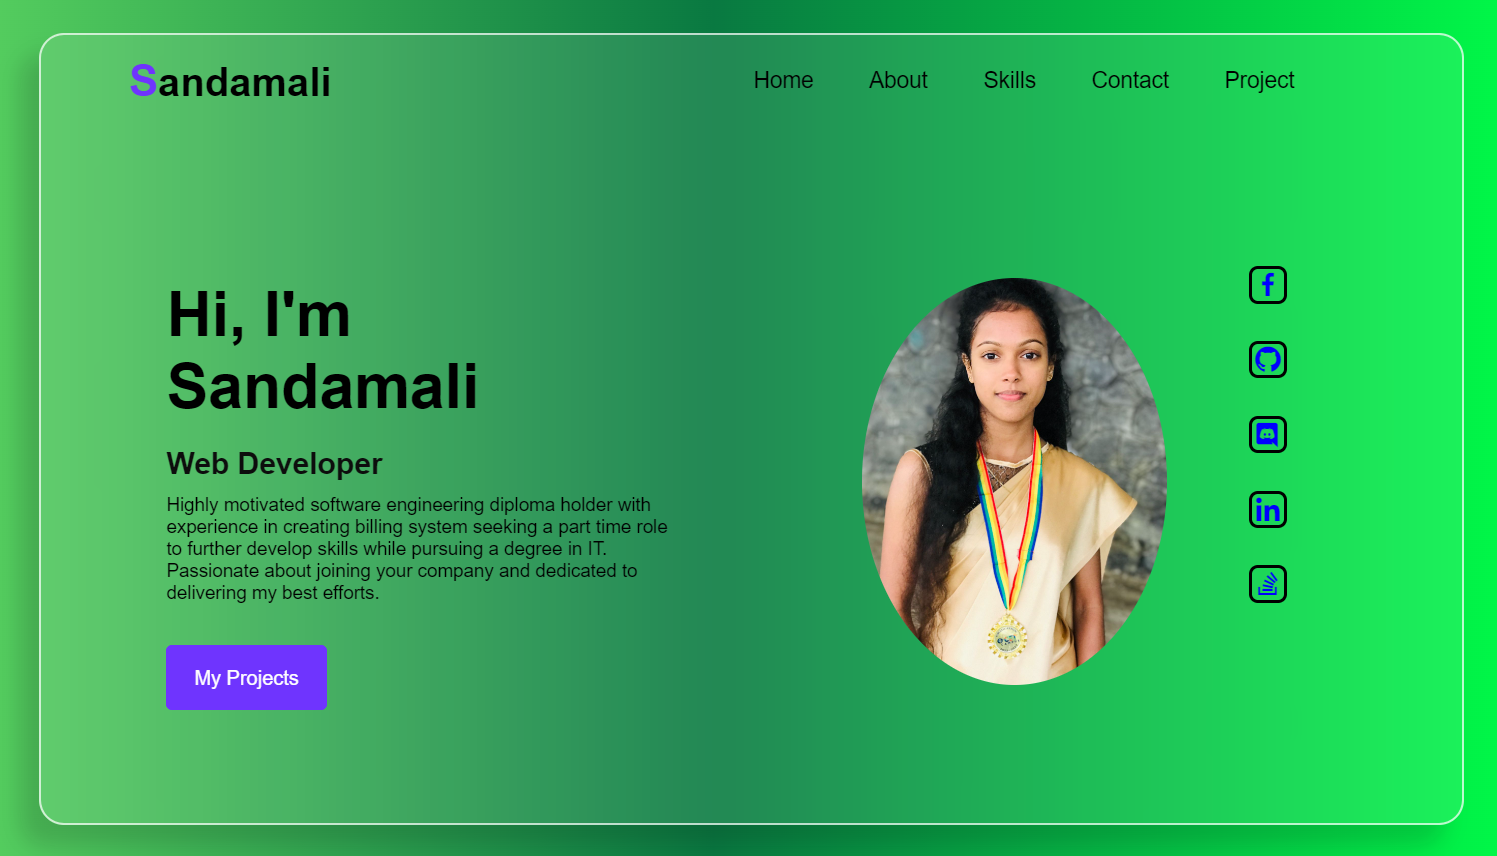 Sandamali
Home About Skills Contact Project
Hi, I'm
Sandamali
Web Developer
Highly motivated software engineering diploma holder with
experience in creating billing system seeking a part time role
to further develop skills while pursuing a degree in IT.
Passionate about joining your company and dedicated to
delivering my best efforts.
My Projects